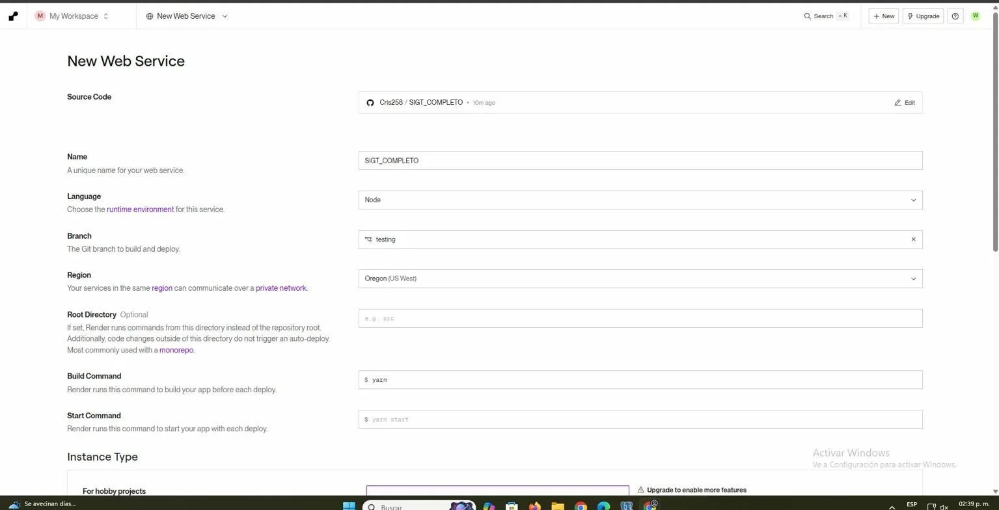 M My Workspace New Web Service Search ^ K + New Upgrade W
New Web Service
Source Code
Cris258 / SIGT_COMPLETO • 10m ago Edit
Name
A unique name for your web service.
SIGT_COMPLETO
Language
Choose the runtime environment for this service.
Node
Branch
The Git branch to build and deploy.
testing
Region
Your services in the same region can communicate over a private network.
Oregon (US West)
Root Directory Optional
If set, Render runs commands from this directory instead of the repository root.
Additionally, code changes outside of this directory do not trigger an auto-deploy.
Most commonly used with a monorepo.
e.g. src
Build Command
Render runs this command to build your app before each deploy.
$ yarn
Start Command
Render runs this command to start your app with each deploy.
$ yarn start
Instance Type
For hobby projects
Upgrade to enable more features
Activar Windows
Ve a Configuración para activar Windows.
Se avecinan días... Buscar ESP 02:39 p. m.